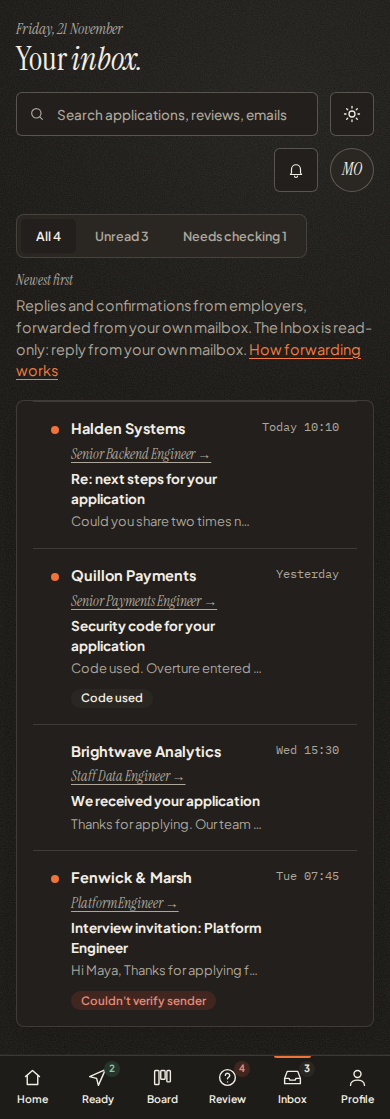 Friday, 21 November
Your inbox.
Search applications, reviews, emails
MO
All 4 Unread 3 Needs checking 1
Newest first
Replies and confirmations from employers,
forwarded from your own mailbox. The Inbox is read-
only: reply from your own mailbox. How forwarding
works
Halden Systems Today 10:10
Senior Backend Engineer →
Re: next steps for your
application
Could you share two times n...
Quillon Payments Yesterday
Senior Payments Engineer →
Security code for your
application
Code used. Overture entered ...
Code used
Brightwave Analytics Wed 15:30
Staff Data Engineer →
We received your application
Thanks for applying. Our team ...
Fenwick & Marsh Tue 07:45
Platform Engineer →
Interview invitation: Platform
Engineer
Hi Maya, Thanks for applying f...
Couldn't verify sender
2 4 3
Home Ready Board Review Inbox Profile